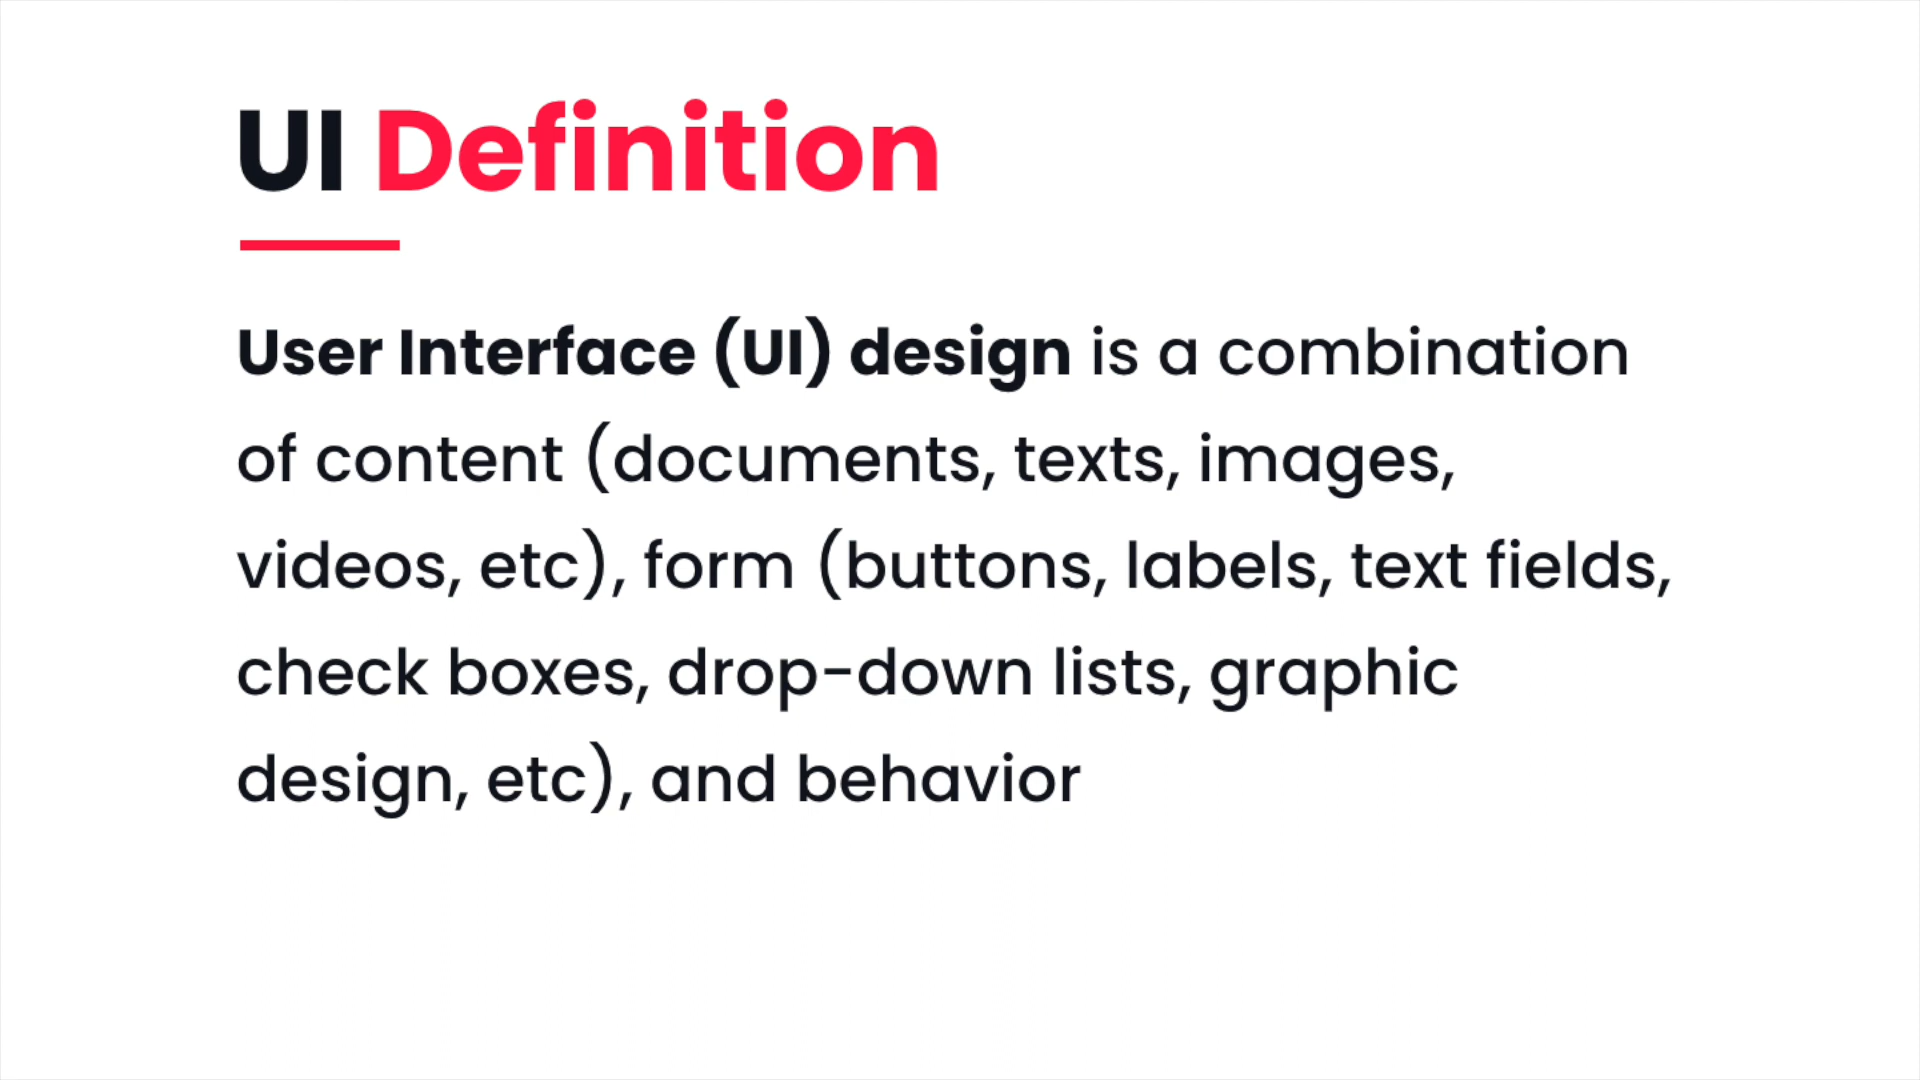 UI Definition
User Interface (UI) design is a combination
of content (documents, texts, images,
videos, etc), form (buttons, labels, text fields,
check boxes, drop-down lists, graphic
design, etc), and behavior